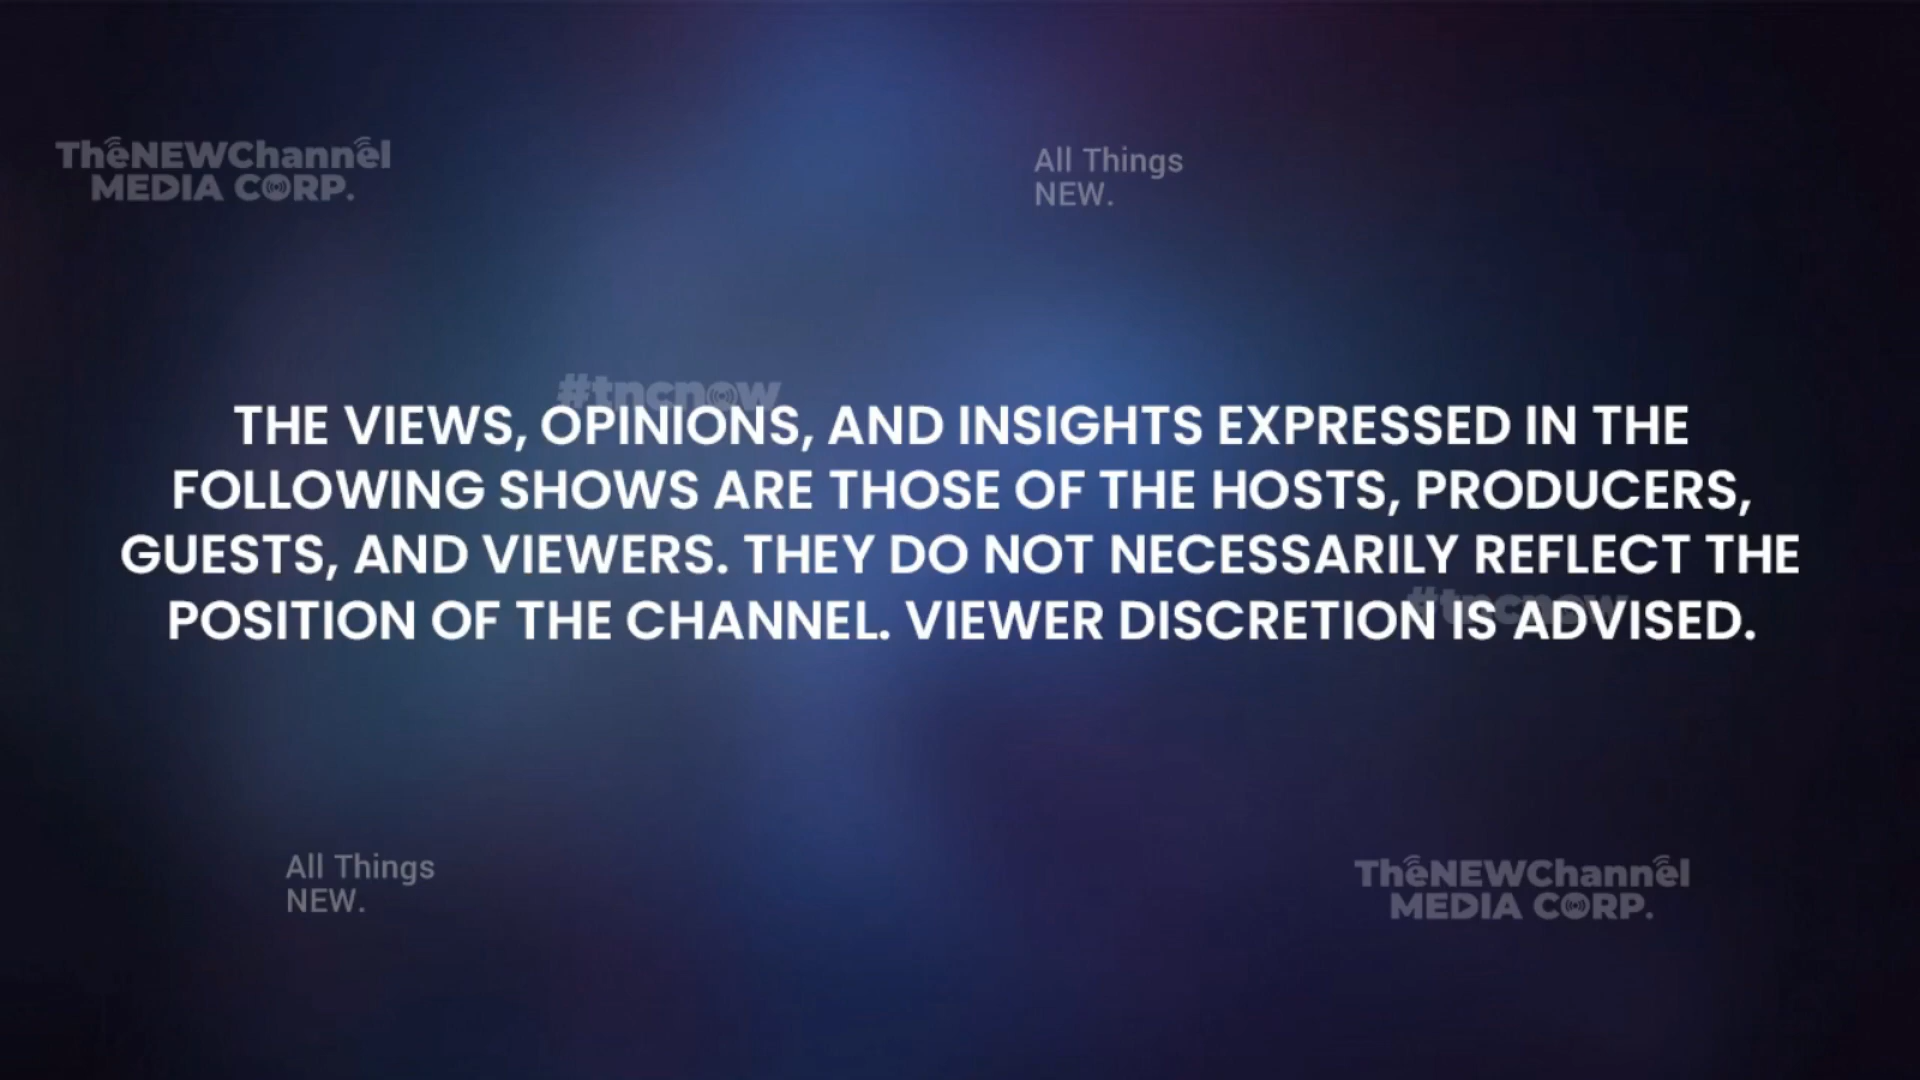 TheNEWChannel
MEDIA CORP.
All Things
NEW.
#tncnow
THE VIEWS, OPINIONS, AND INSIGHTS EXPRESSED IN THE
FOLLOWING SHOWS ARE THOSE OF THE HOSTS, PRODUCERS,
GUESTS, AND VIEWERS. THEY DO NOT NECESSARILY REFLECT THE
POSITION OF THE CHANNEL. VIEWER DISCRETION IS ADVISED.
#tncnow
All Things
NEW.
TheNEWChannel
MEDIA CORP.